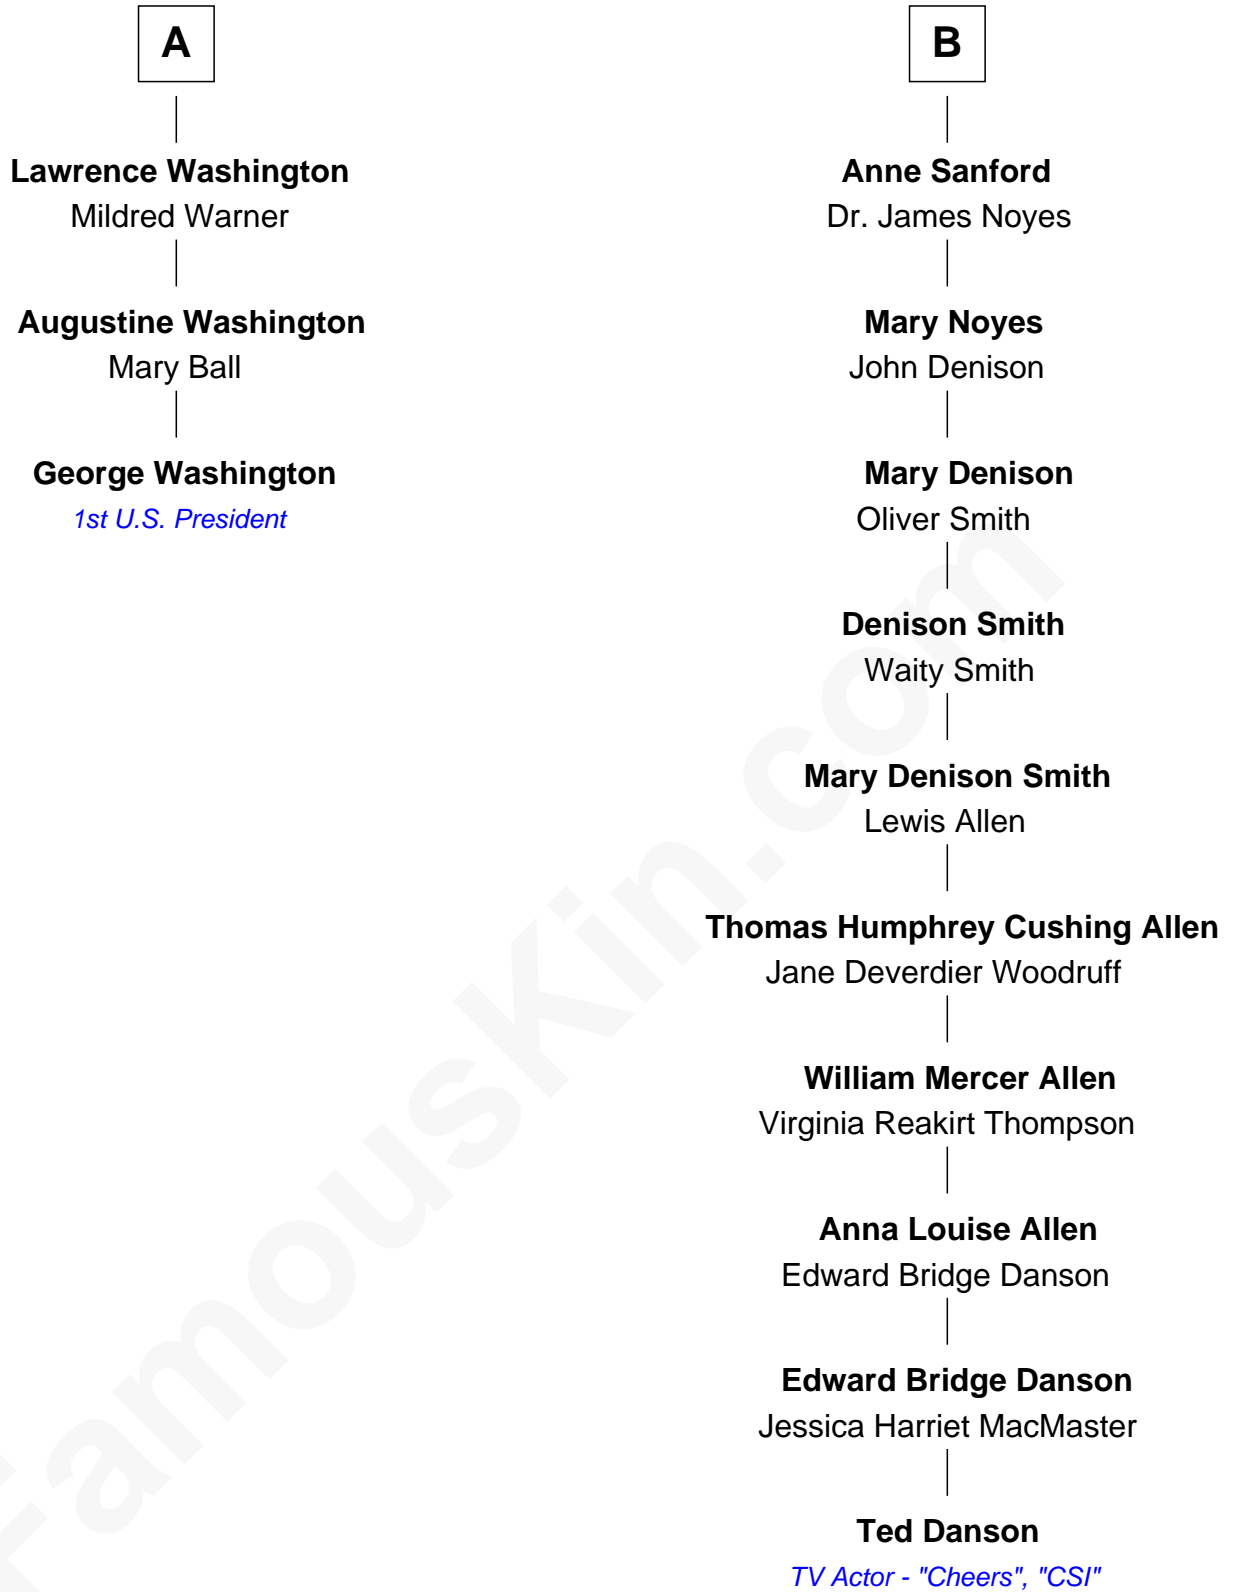 A
Lawrence Washington
Mildred Warner
Augustine Washington
Mary Ball
George Washington
1st U.S. President
B
Anne Sanford
Dr. James Noyes
Mary Noyes
John Denison
Mary Denison
Oliver Smith
Denison Smith
Waity Smith
Mary Denison Smith
Lewis Allen
Thomas Humphrey Cushing Allen
Jane Deverdier Woodruff
William Mercer Allen
Virginia Reakirt Thompson
Anna Louise Allen
Edward Bridge Danson
Edward Bridge Danson
Jessica Harriet MacMaster
Ted Danson
TV Actor - "Cheers", "CSI"
FamousKin.com